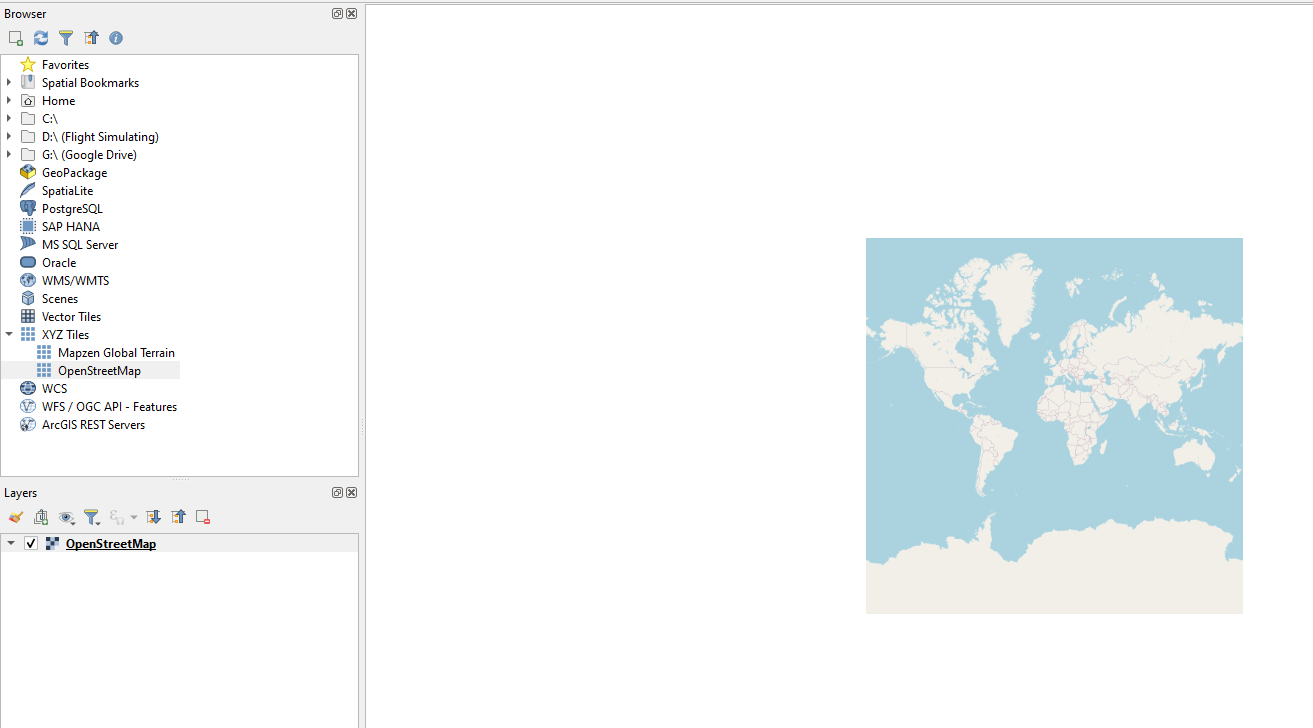 Browser
Favorites
Spatial Bookmarks
Home
C:\
D:\ (Flight Simulating)
G:\ (Google Drive)
GeoPackage
SpatiaLite
PostgreSQL
SAP HANA
MS SQL Server
Oracle
WMS/WMTS
Scenes
Vector Tiles
XYZ Tiles
Mapzen Global Terrain
OpenStreetMap
WCS
WFS / OGC API - Features
ArcGIS REST Servers
Layers
OpenStreetMap